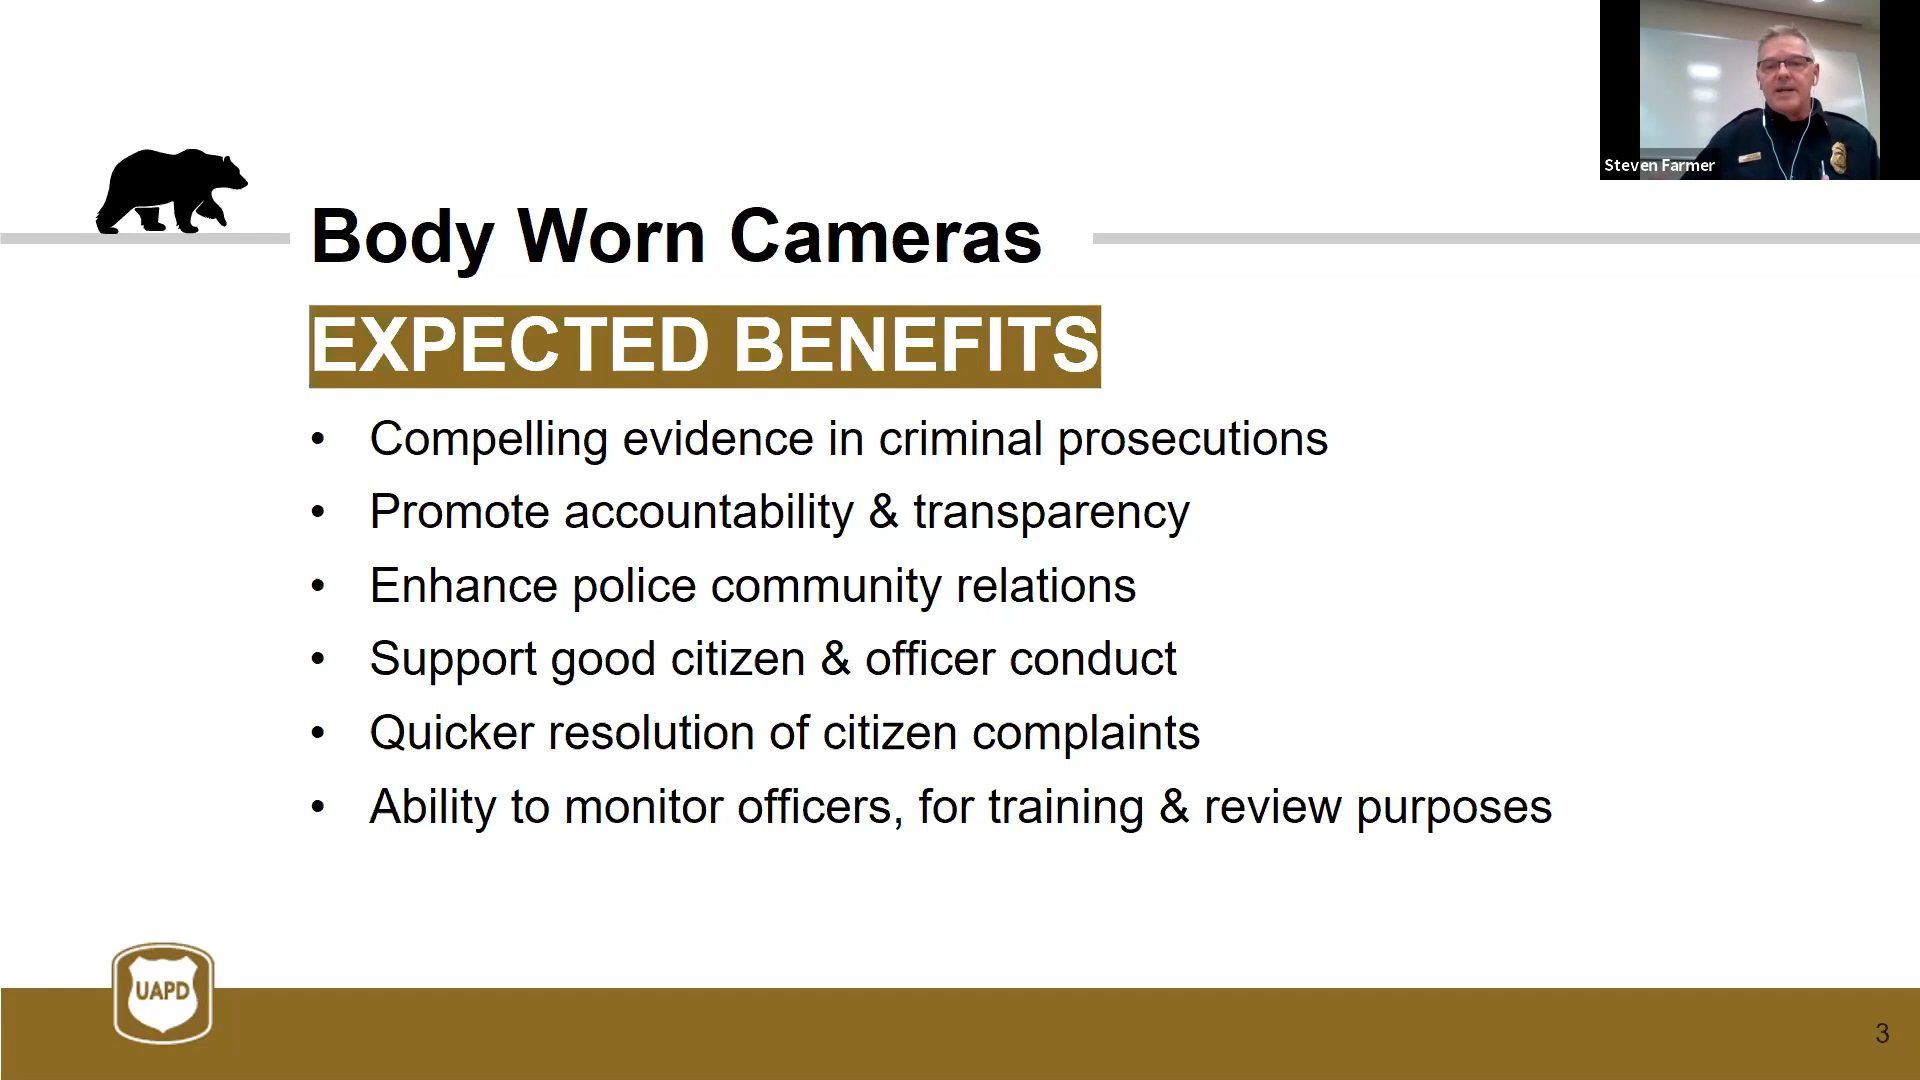 Steven Farmer
Body Worn Cameras
EXPECTED BENEFITS
• Compelling evidence in criminal prosecutions
• Promote accountability & transparency
• Enhance police community relations
• Support good citizen & officer conduct
• Quicker resolution of citizen complaints
• Ability to monitor officers, for training & review purposes
UAPD
3